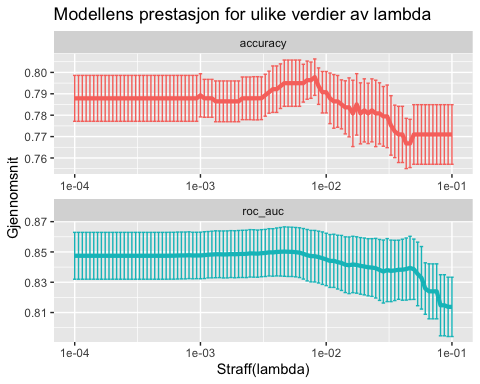 Modellens prestasjon for ulike verdier av lambda
accuracy
0.80
0.79
0.78
0.77
0.76
1e-04 1e-03 1e-02 1e-01
roc_auc
0.87
0.85
0.83
0.81
1e-04 1e-03 1e-02 1e-01
Gjennomsnit
Straff(lambda)